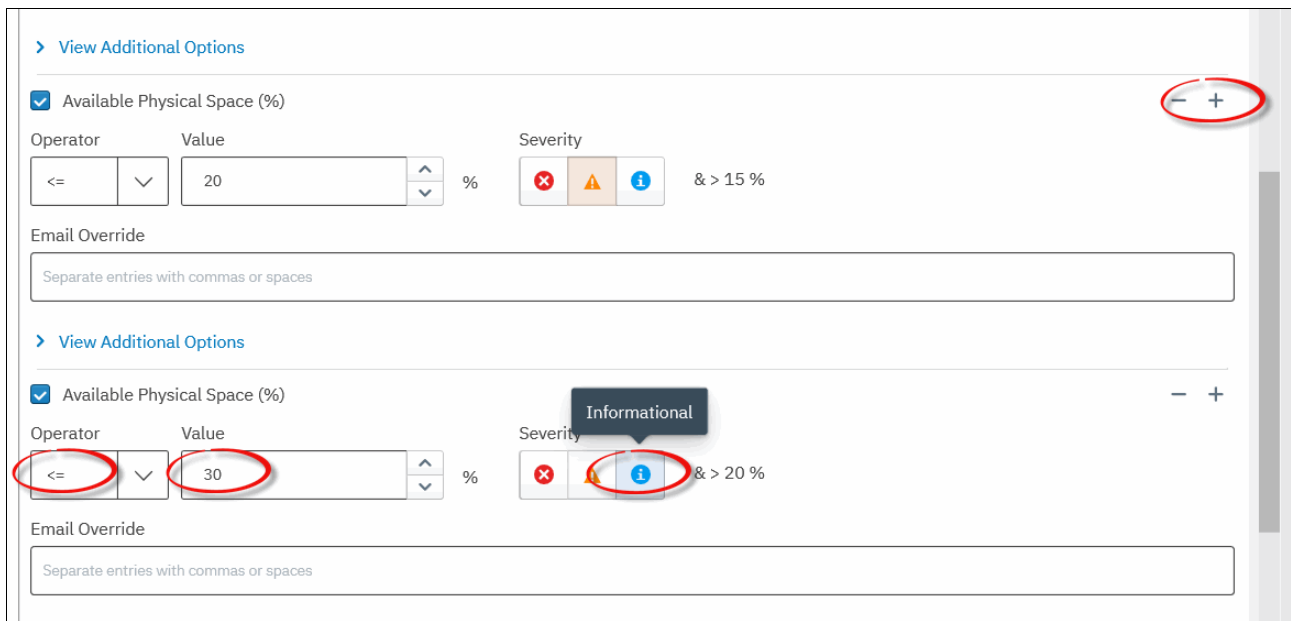 View Additional Options
Available Physical Space (%)
Operator Value Severity
<= 20 % & > 15 %
Email Override
Separate entries with commas or spaces
View Additional Options
Available Physical Space (%)
Informational
Operator Value Severity
<= 30 % & > 20 %
Email Override
Separate entries with commas or spaces